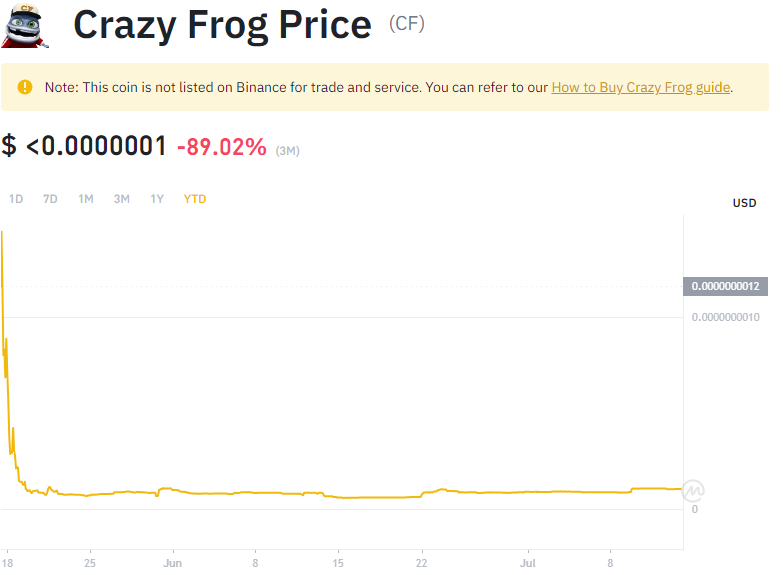 CF
Crazy Frog Price (CF)
Note: This coin is not listed on Binance for trade and service. You can refer to our How to Buy Crazy Frog guide.
$ <0.0000001 -89.02% (3M)
1D 7D 1M 3M 1Y YTD
USD
0.0000000012
0.0000000010
0
18 25 Jun 8 15 22 Jul 8